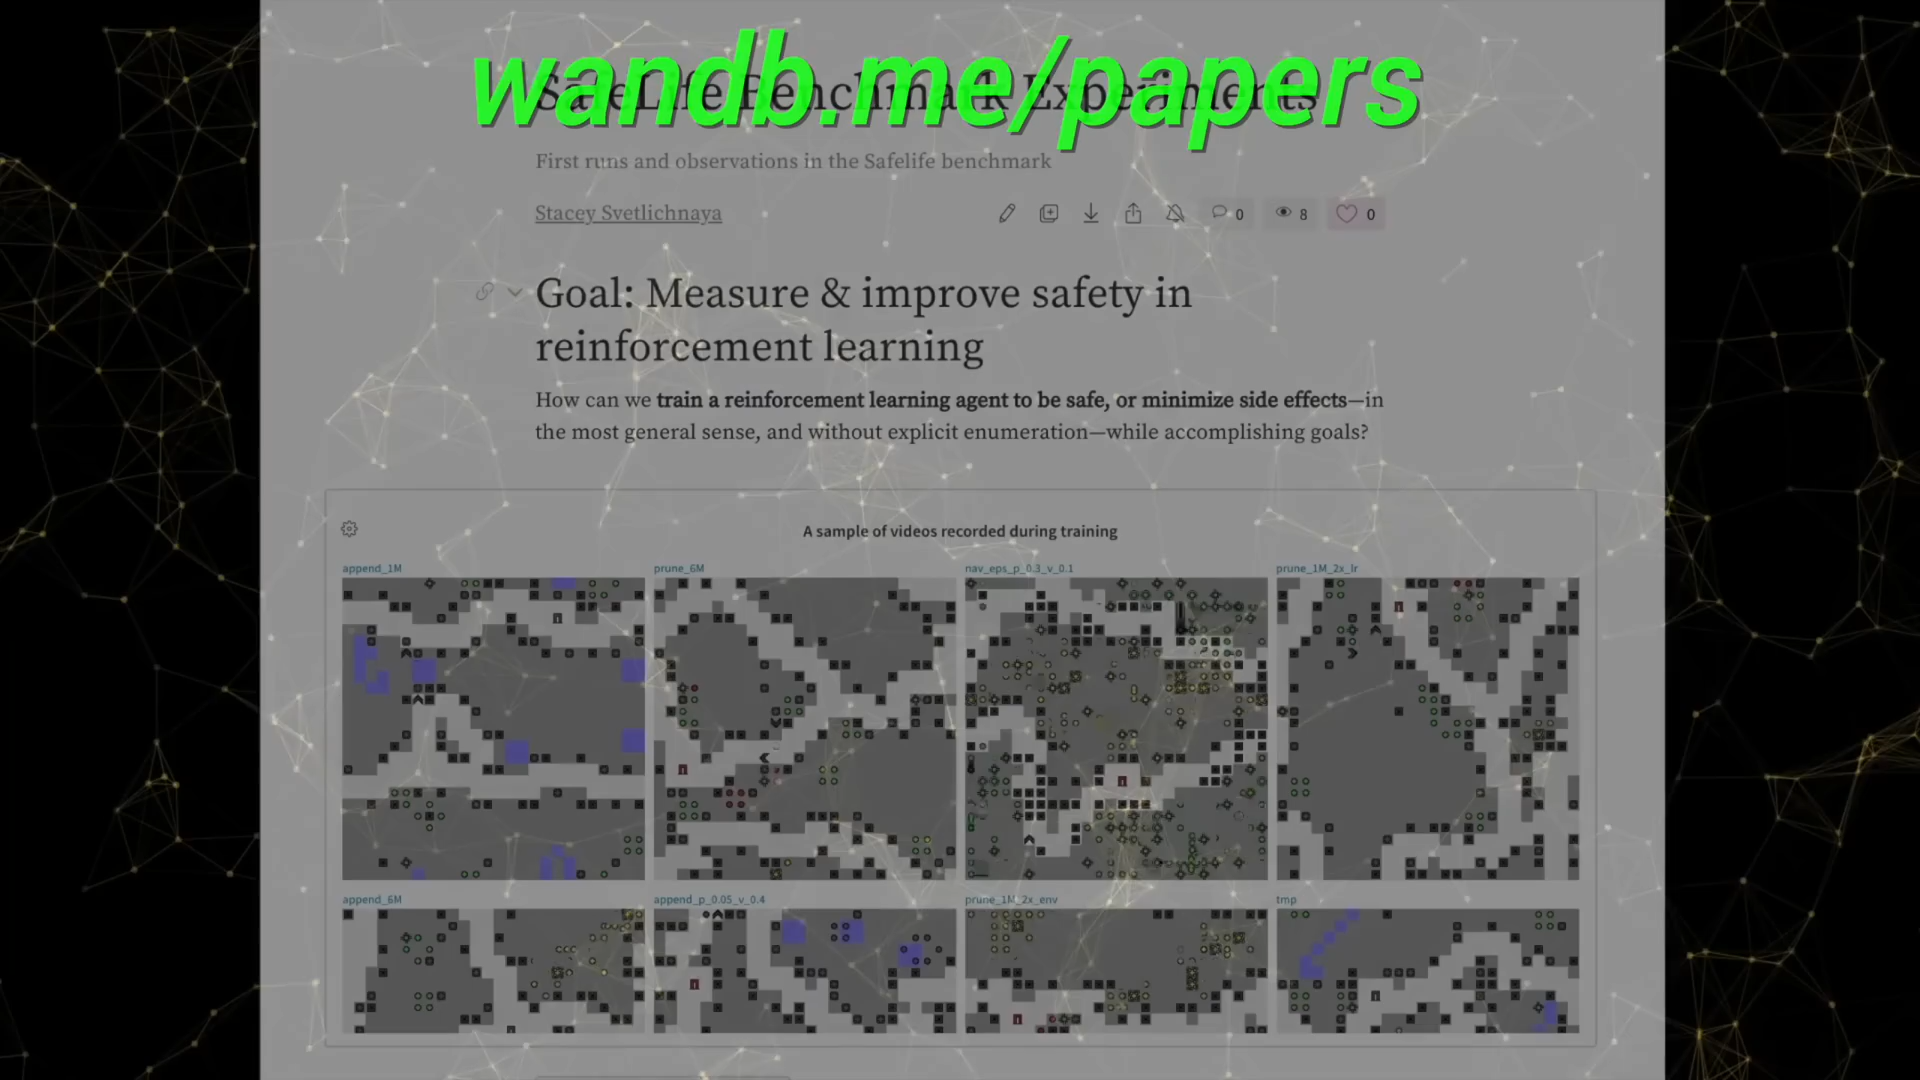 wandb.me/papers
SafeLife Benchmark Experiments
First runs and observations in the Safelife benchmark
Stacey Svetlichnaya
0
8
0
Goal: Measure & improve safety in
reinforcement learning
How can we train a reinforcement learning agent to be safe, or minimize side effects—in
the most general sense, and without explicit enumeration—while accomplishing goals?
A sample of videos recorded during training
append_1M
prune_6M
nav_eps_p_0.3_v_0.1
prune_1M_2x_lr
append_6M
append_p_0.05_v_0.4
prune_1M_2x_env
tmp